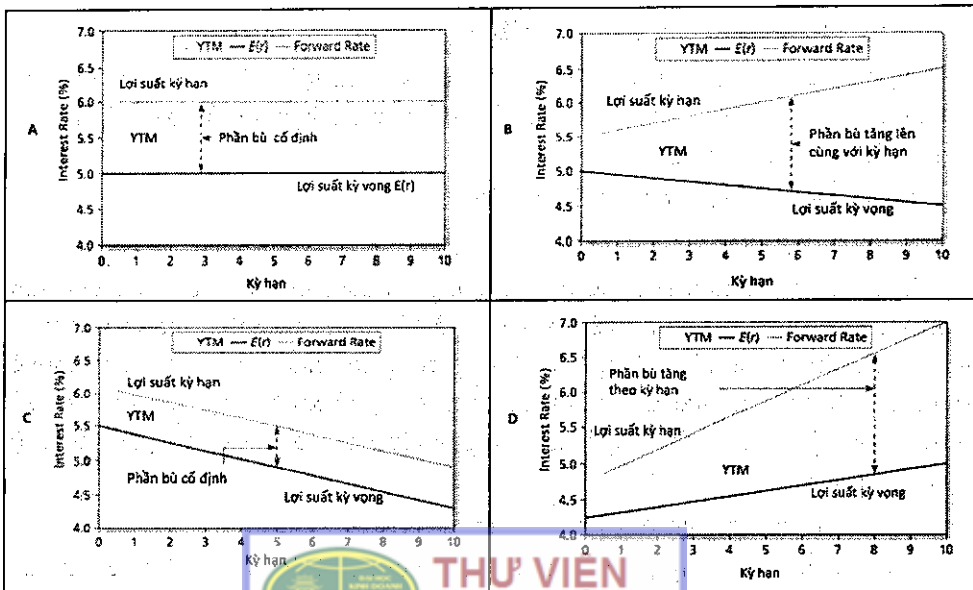 A
7.0
YTM — E(r) Forward Rate
6.5
Lợi suất kỳ hạn
6.0
Interest Rate (%)
5.5
YTM
Phần bù cố định
5.0
Lợi suất kỳ vọng E(r)
4.5
4.0
0 1 2 3 4 5 6 7 8 9 10
Kỳ hạn
B
7.0
YTM — E(r) Forward Rate
6.5
Lợi suất kỳ hạn
6.0
Interest Rate (%)
5.5
YTM
Phần bù tăng lên
cùng với kỳ hạn
5.0
4.5
Lợi suất kỳ vọng
4.0
0 1 2 3 4 5 6 7 8 9 10
Kỳ hạn
C
7.0
YTM — E(r) Forward Rate
6.5
Lợi suất kỳ hạn
6.0
Interest Rate (%)
YTM
5.5
5.0
Phần bù cố định
4.5
Lợi suất kỳ vọng
4.0
0 1 2 3 4 5 6 7 8 9 10
Kỳ hạn
D
7.0
YTM — E(r) Forward Rate
6.5
Phần bù tăng
theo kỳ hạn
6.0
Interest Rate (%)
5.5
Lợi suất kỳ hạn
5.0
YTM
Lợi suất kỳ vọng
4.5
4.0
0 1 2 3 4 5 6 7 8 9 10
Kỳ hạn
THƯ VIỆN